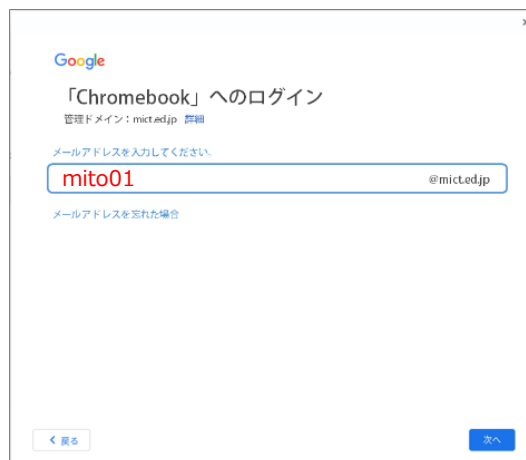 Google
「Chromebook」へのログイン
管理ドメイン：mict.ed.jp 詳細
メールアドレスを入力してください。
mito01 @mict.ed.jp
メールアドレスを忘れた場合
戻る 次へ